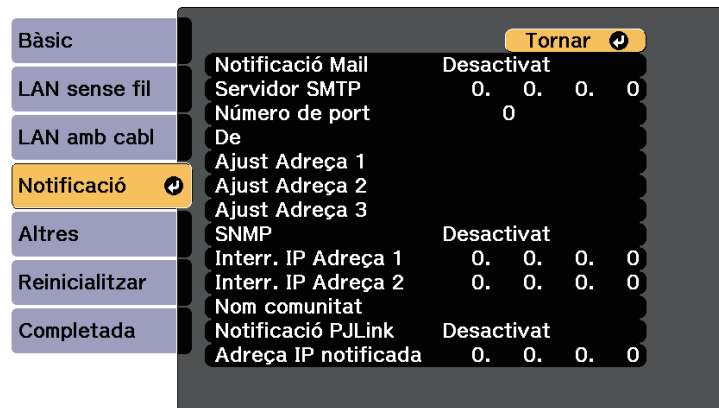 Bàsic
LAN sense fil
LAN amb cabl
Notificació
Altres
Reinicialitzar
Completada
Tornar
Notificació Mail Desactivat
Servidor SMTP 0. 0. 0. 0
Número de port 0
De
Ajust Adreça 1
Ajust Adreça 2
Ajust Adreça 3
SNMP Desactivat
Interr. IP Adreça 1 0. 0. 0. 0
Interr. IP Adreça 2 0. 0. 0. 0
Nom comunitat
Notificació PJLink Desactivat
Adreça IP notificada 0. 0. 0. 0